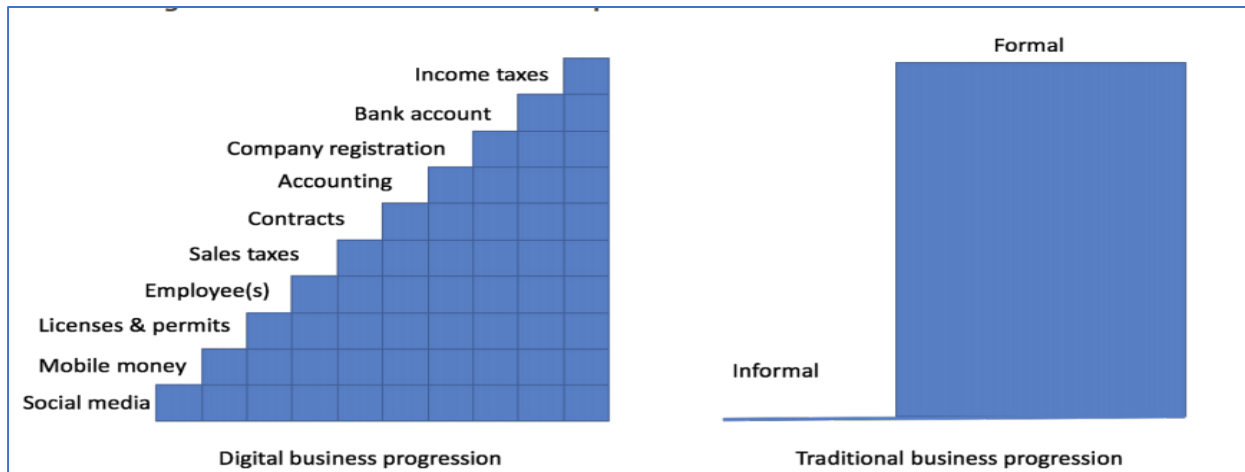 Formal
Income taxes
Bank account
Company registration
Accounting
Contracts
Sales taxes
Employee(s)
Licenses & permits
Mobile money
Informal
Social media
Digital business progression
Traditional business progression